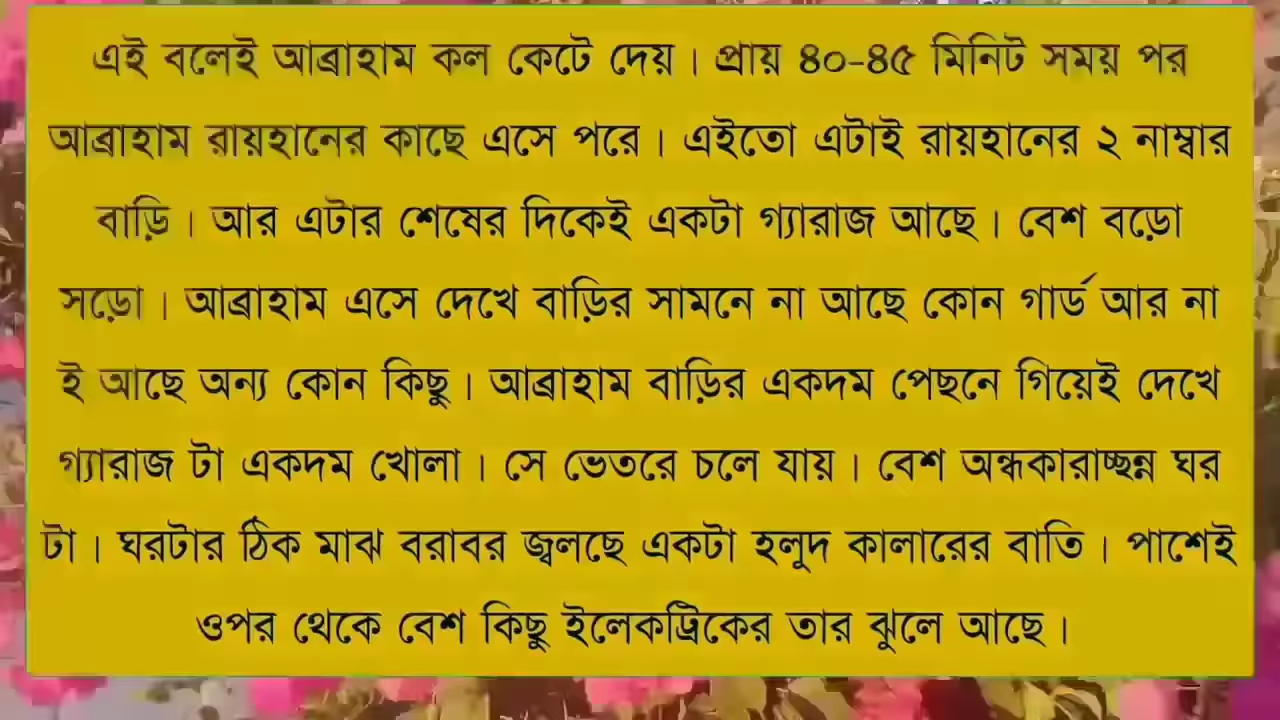 এই বলেই আব্রাহাম কল কেটে দেয়। প্রায় ৪০-৪৫ মিনিট সময় পর
আব্রাহাম রায়হানের কাছে এসে পরে। এইতো এটাই রায়হানের ২ নাম্বার
বাড়ি। আর এটার শেষের দিকেই একটা গ্যারাজ আছে। বেশ বড়ো
সড়ো। আব্রাহাম এসে দেখে বাড়ির সামনে না আছে কোন গার্ড আর না
ই আছে অন্য কোন কিছু। আব্রাহাম বাড়ির একদম পেছনে গিয়েই দেখে
গ্যারাজ টা একদম খোলা। সে ভেতরে চলে যায়। বেশ অন্ধকারাচ্ছন্ন ঘর
টা। ঘরটার ঠিক মাঝ বরাবর জ্বলছে একটা হলুদ কালারের বাতি। পাশেই
ওপর থেকে বেশ কিছু ইলেকট্রিকের তার ঝুলে আছে।